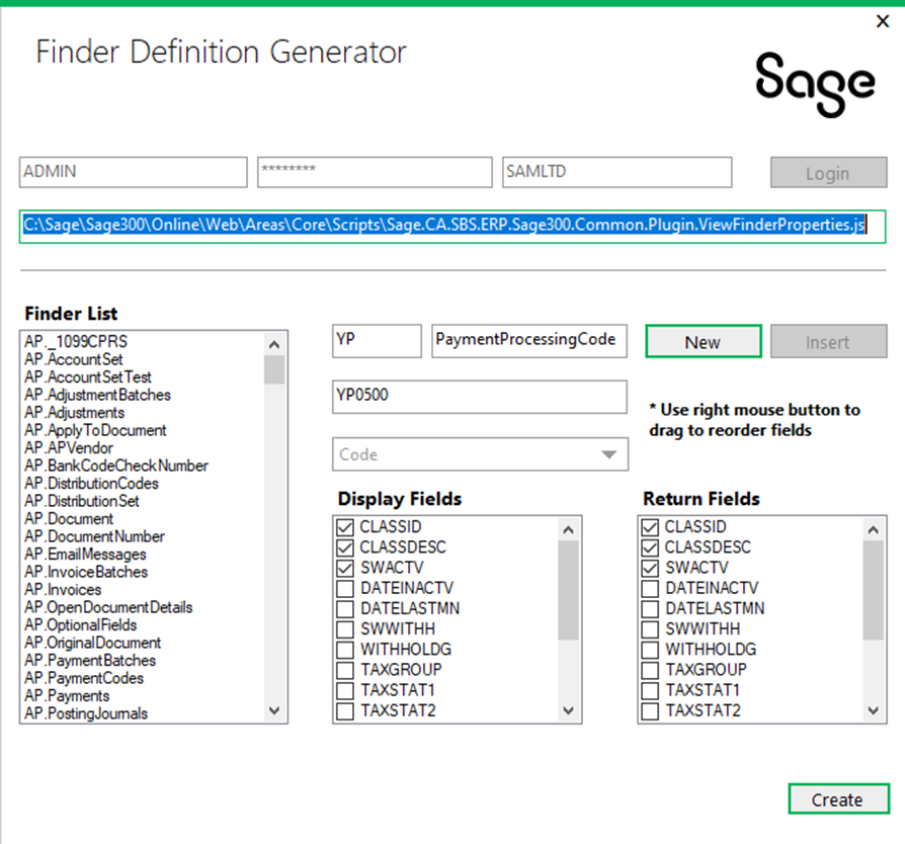 ×
Finder Definition Generator
Sage
ADMIN
********
SAMLTD
Login
C:\Sage\Sage300\Online\Web\Areas\Core\Scripts\Sage.CA.SBS.ERP.Sage300.Common.Plugin.ViewFinderProperties.js
Finder List
AP._1099CPRS
AP.AccountSet
AP.AccountSetTest
AP.AdjustmentBatches
AP.Adjustments
AP.ApplyToDocument
AP.APVendor
AP.BankCodeCheckNumber
AP.DistributionCodes
AP.DistributionSet
AP.Document
AP.DocumentNumber
AP.EmailMessages
AP.InvoiceBatches
AP.Invoices
AP.OpenDocumentDetails
AP.OptionalFields
AP.OriginalDocument
AP.PaymentBatches
AP.PaymentCodes
AP.Payments
AP.PostingJournals
YP
PaymentProcessingCode
New
Insert
YP0500
* Use right mouse button to
drag to reorder fields
Code
Display Fields
CLASSID
CLASSDESC
SWACTV
DATEINACTV
DATELASTMN
SWWITHH
WITHHOLDG
TAXGROUP
TAXSTAT1
TAXSTAT2
Return Fields
CLASSID
CLASSDESC
SWACTV
DATEINACTV
DATELASTMN
SWWITHH
WITHHOLDG
TAXGROUP
TAXSTAT1
TAXSTAT2
Create